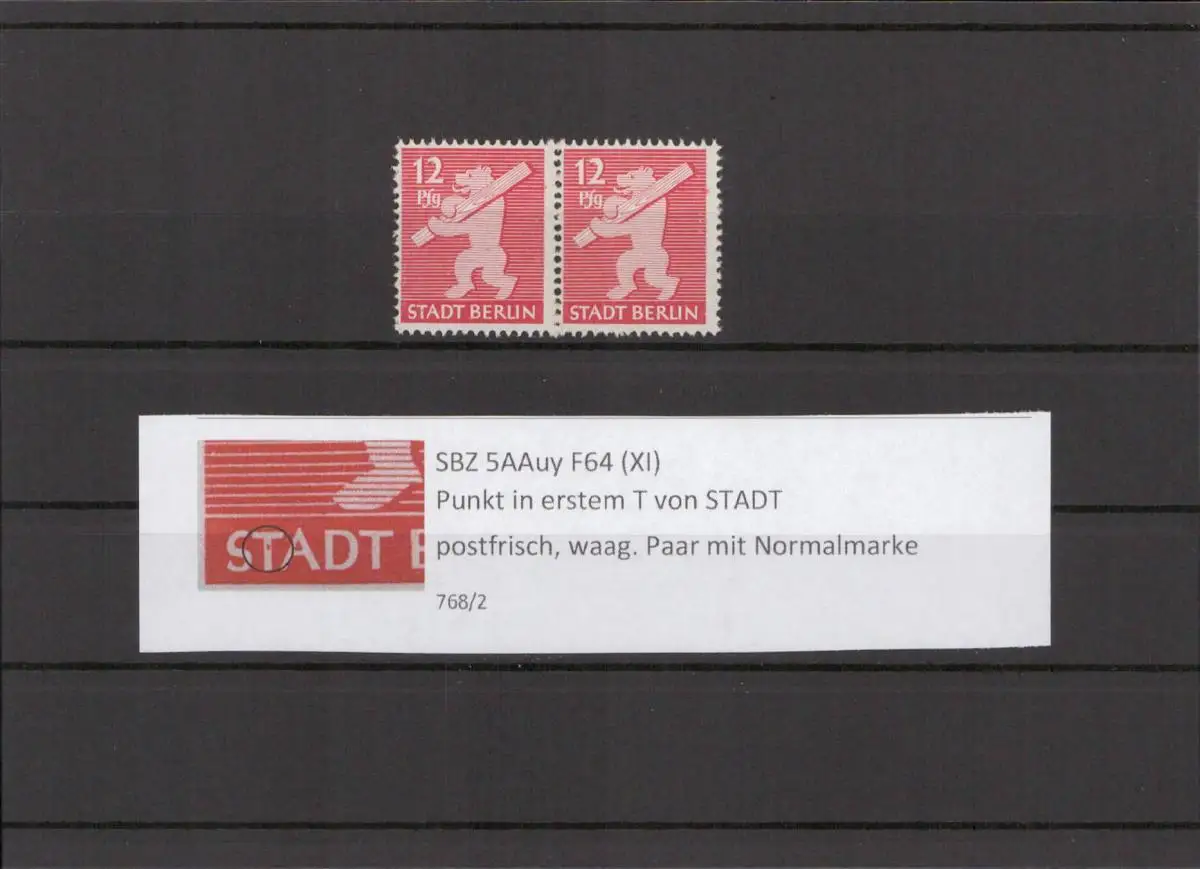 12 12
Pfg Pfg
STADT BERLIN STADT BERLIN
SBZ 5AAuy F64 (XI)
Punkt in erstem T von STADT
STADT B
postfrisch, waag. Paar mit Normalmarke
768/2